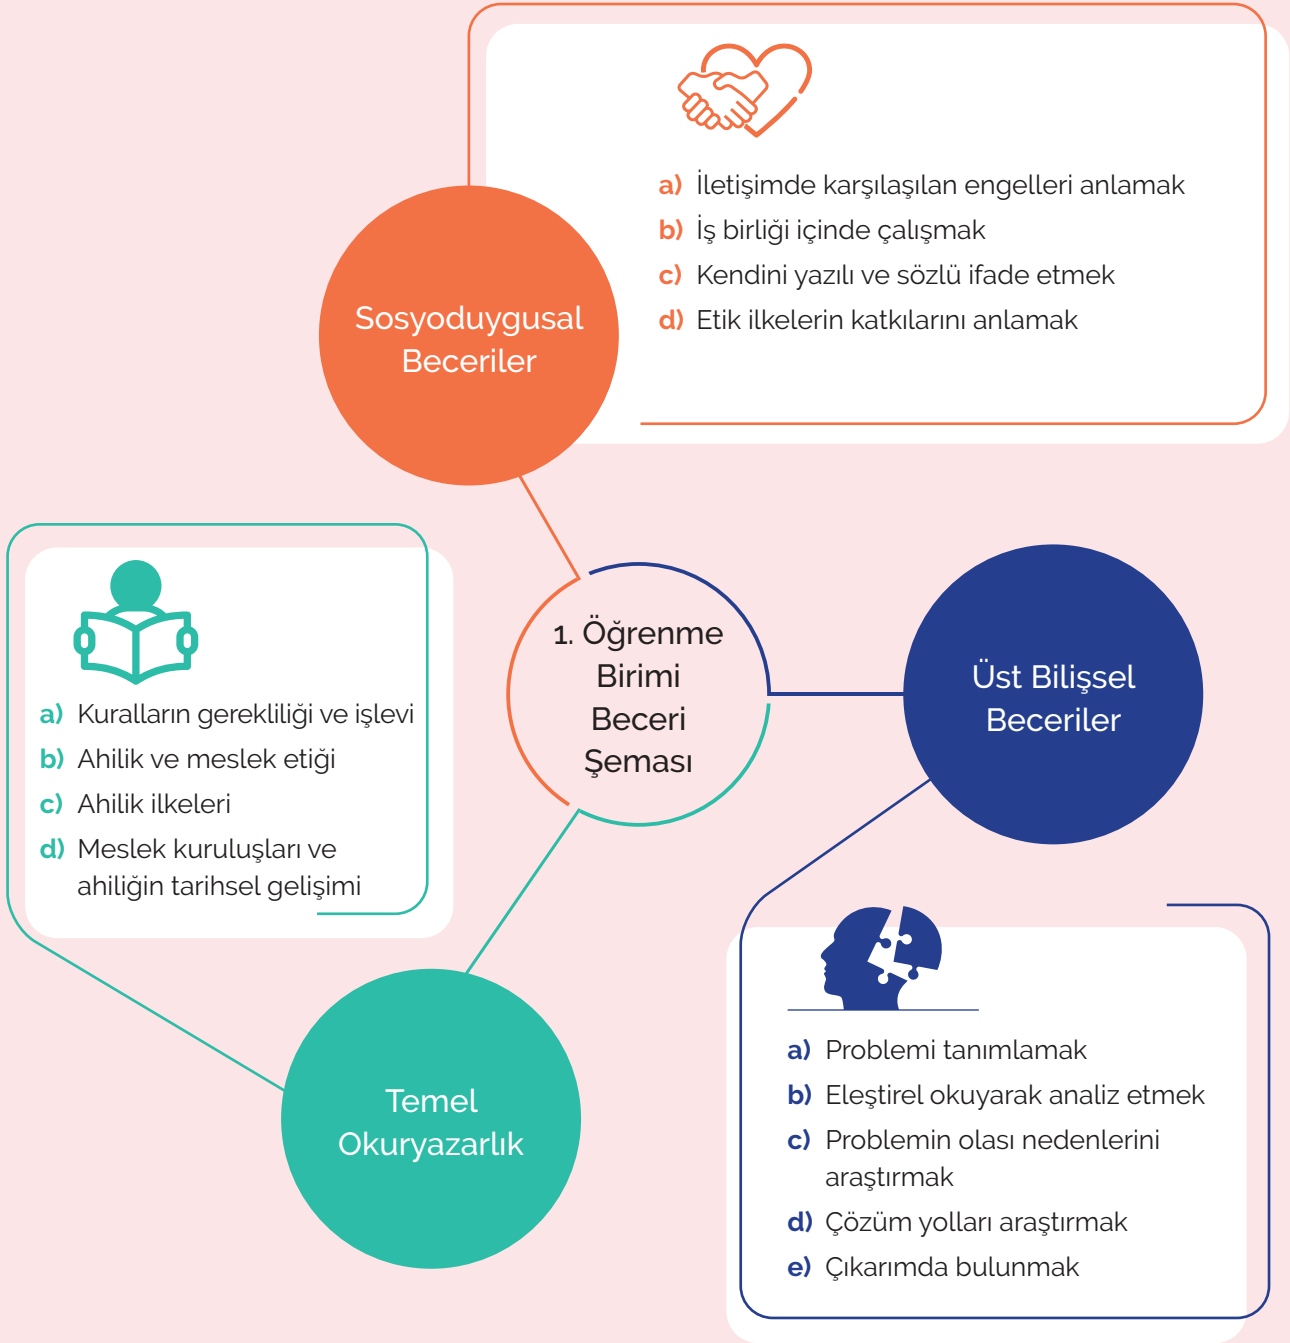 a) İletişimde karşılaşılan engelleri anlamak
b) İş birliği içinde çalışmak
c) Kendini yazılı ve sözlü ifade etmek
d) Etik ilkelerin katkılarını anlamak
Sosyoduygusal
Beceriler
1. Öğrenme
Birimi
Beceri
Şeması
Üst Bilişsel
Beceriler
a) Kuralların gerekliliği ve işlevi
b) Ahilik ve meslek etiği
c) Ahilik ilkeleri
d) Meslek kuruluşları ve
ahiliğin tarihsel gelişimi
Temel
Okuryazarlık
a) Problemi tanımlamak
b) Eleştirel okuyarak analiz etmek
c) Problemin olası nedenlerini
araştırmak
d) Çözüm yolları araştırmak
e) Çıkarımda bulunmak